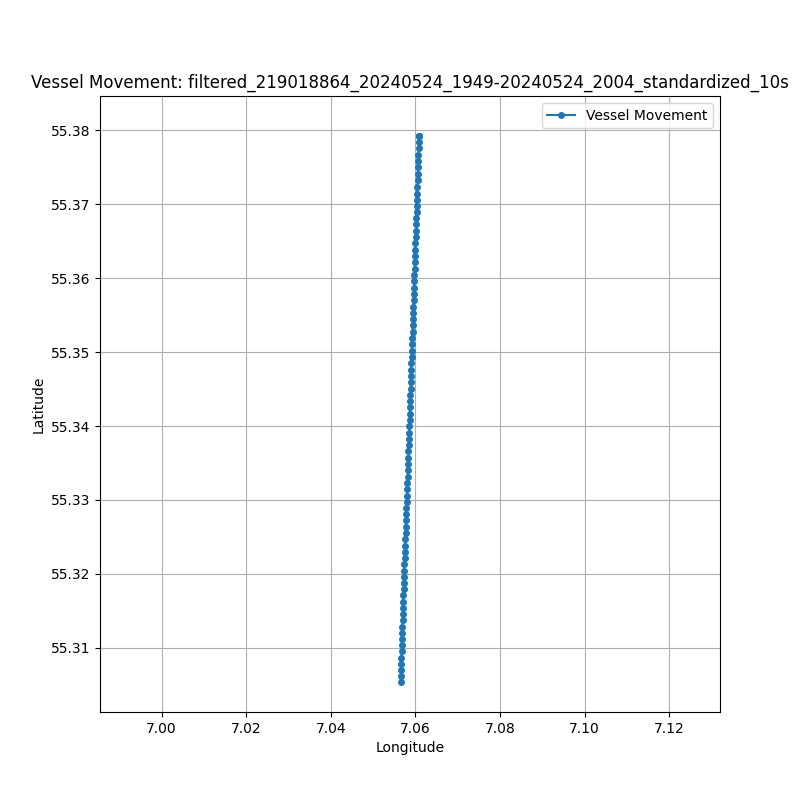 Vessel Movement: filtered_219018864_20240524_1949-20240524_2004_standardized_10s
Vessel Movement
55.38
55.37
55.36
55.35
55.34
55.33
55.32
55.31
Latitude
7.00 7.02 7.04 7.06 7.08 7.10 7.12
Longitude